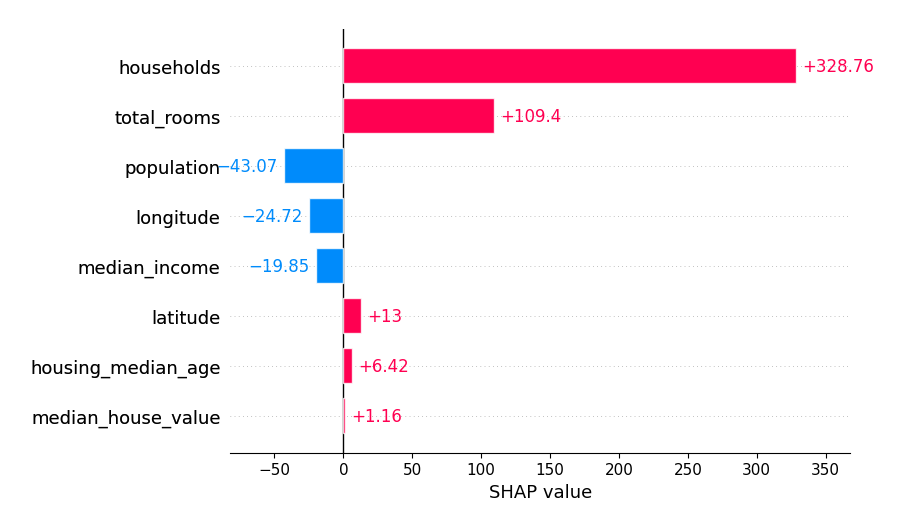 households +328.76
total_rooms +109.4
population −43.07
longitude −24.72
median_income −19.85
latitude +13
housing_median_age +6.42
median_house_value +1.16
−50 0 50 100 150 200 250 300 350
SHAP value